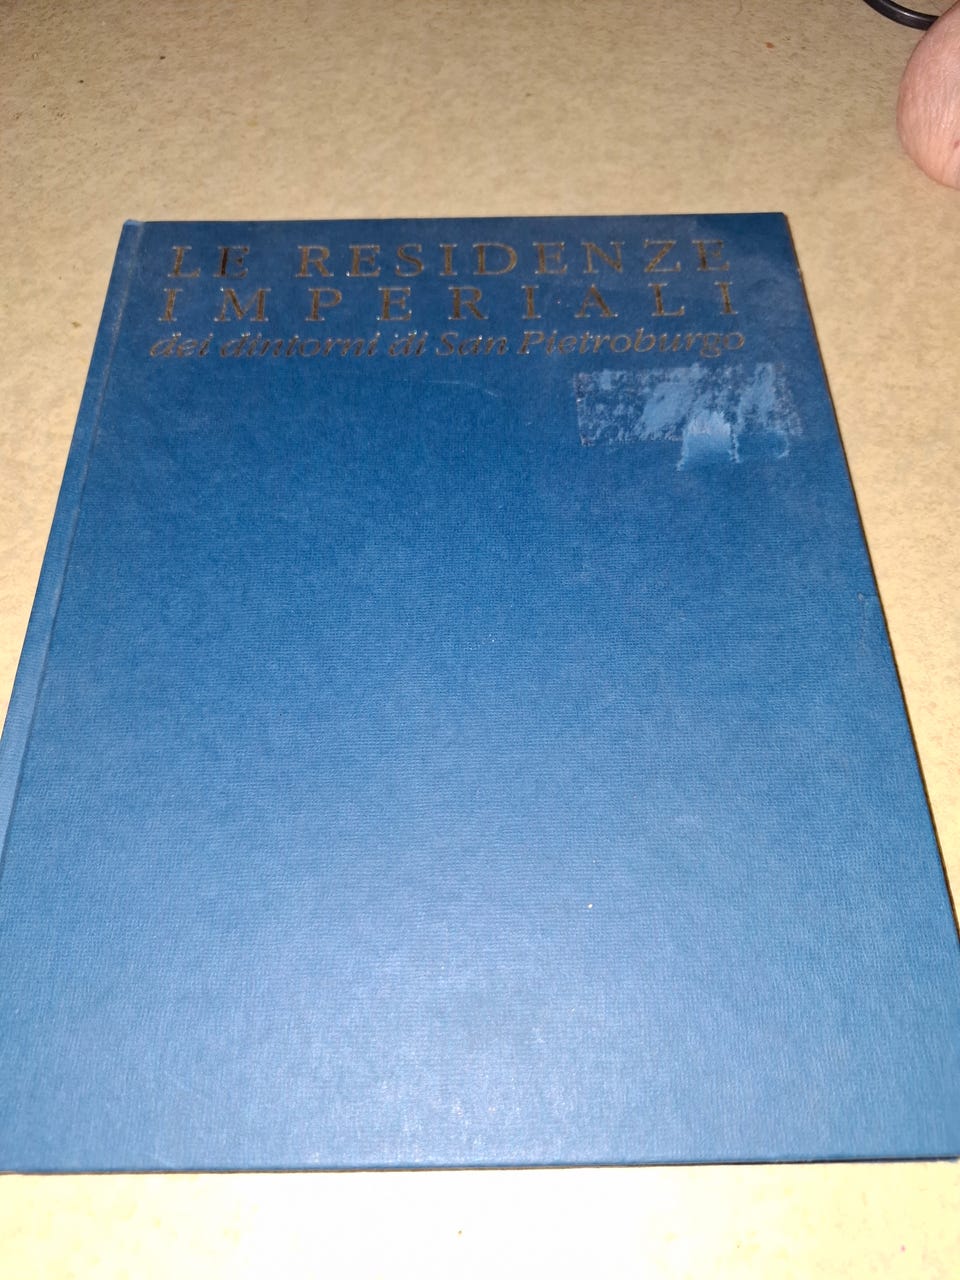 LE RESIDENZE
IMPERIALI
dei dintorni di San Pietroburgo